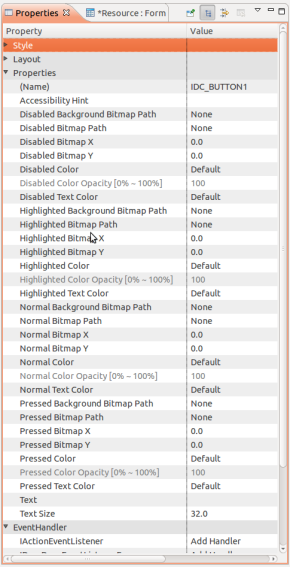 Properties *Resource : Form
Property Value
Style
Layout
Properties
(Name) IDC_BUTTON1
Accessibility Hint
Disabled Background Bitmap Path None
Disabled Bitmap Path None
Disabled Bitmap X 0.0
Disabled Bitmap Y 0.0
Disabled Color Default
Disabled Color Opacity [0% ~ 100%] 100
Disabled Text Color Default
Highlighted Background Bitmap Path None
Highlighted Bitmap Path None
Highlighted Bitmap X 0.0
Highlighted Bitmap Y 0.0
Highlighted Color Default
Highlighted Color Opacity [0% ~ 100%] 100
Highlighted Text Color Default
Normal Background Bitmap Path None
Normal Bitmap Path None
Normal Bitmap X 0.0
Normal Bitmap Y 0.0
Normal Color Default
Normal Color Opacity [0% ~ 100%] 100
Normal Text Color Default
Pressed Background Bitmap Path None
Pressed Bitmap Path None
Pressed Bitmap X 0.0
Pressed Bitmap Y 0.0
Pressed Color Default
Pressed Color Opacity [0% ~ 100%] 100
Pressed Text Color Default
Text
Text Size 32.0
EventHandler
IActionEventListener Add Handler